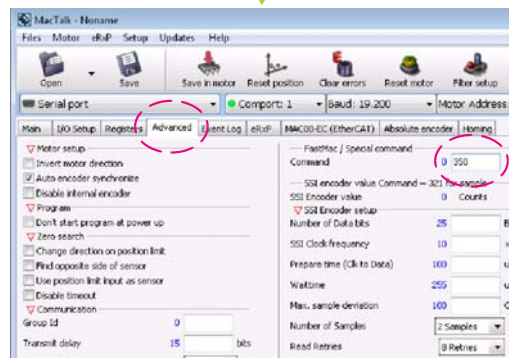 MacTalk - Noname
Files Motor eRxP Setup Updates Help
Open Save Save in motor Reset position Clear errors Reset motor Filter setup
Serial port Comport: 1 Baud: 19.200 Motor Address
Main I/O Setup Registers Advanced Event Log eRxP MAC00-EC (EtherCAT) Absolute encoder Homing
Motor setup
Invert motor direction
Auto encoder synchronize
Disable internal encoder
Program
Don't start program at power up
Zero search
Change direction on position limit
Find opposite side of sensor
Use position limit input as sensor
Disable timeout
Communication
Group Id 0
Transmit delay 15 bits
FastMac / Special command
Command 0 350
SSI encoder value Command = 321 for sample
SSI Encoder value 0 Counts
SSI Encoder setup
Number of Data bits 25
SSI Clock frequency 10
Prepare time (Clk to Data) 100
Waittime 255
Max. sample deviation 100
Number of Samples 2 Samples
Read Retries 8 Retries